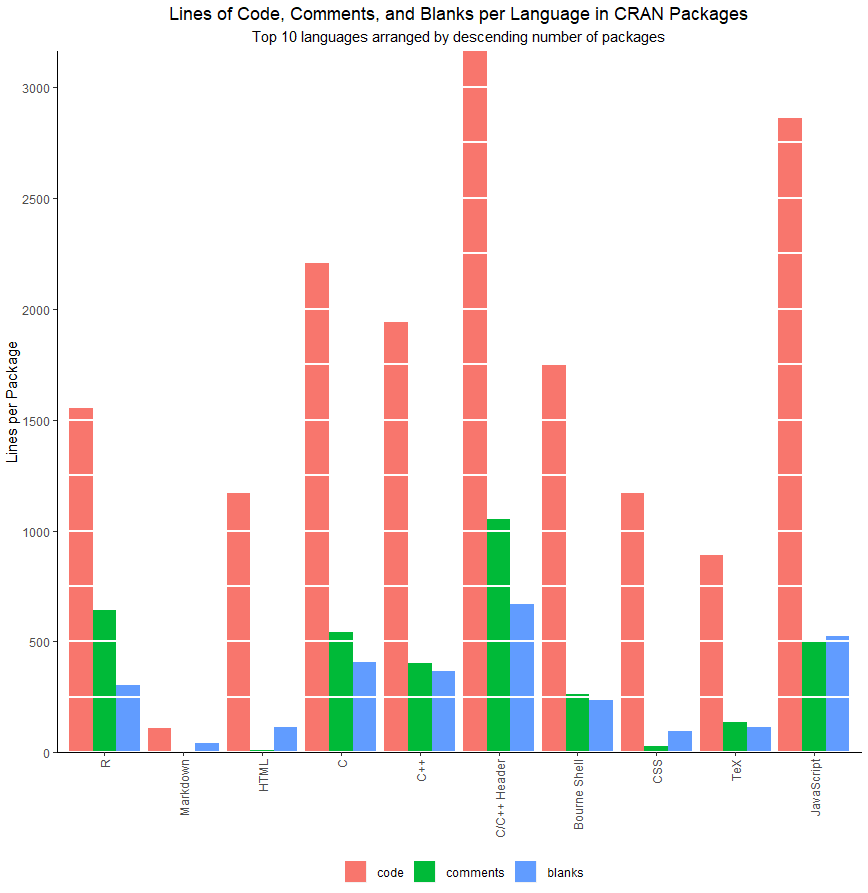 Lines of Code, Comments, and Blanks per Language in CRAN Packages
Top 10 languages arranged by descending number of packages
Lines per Package
3000
2500
2000
1500
1000
500
0
R
Markdown
HTML
C
C++
C/C++ Header
Bourne Shell
CSS
TeX
JavaScript
code comments blanks